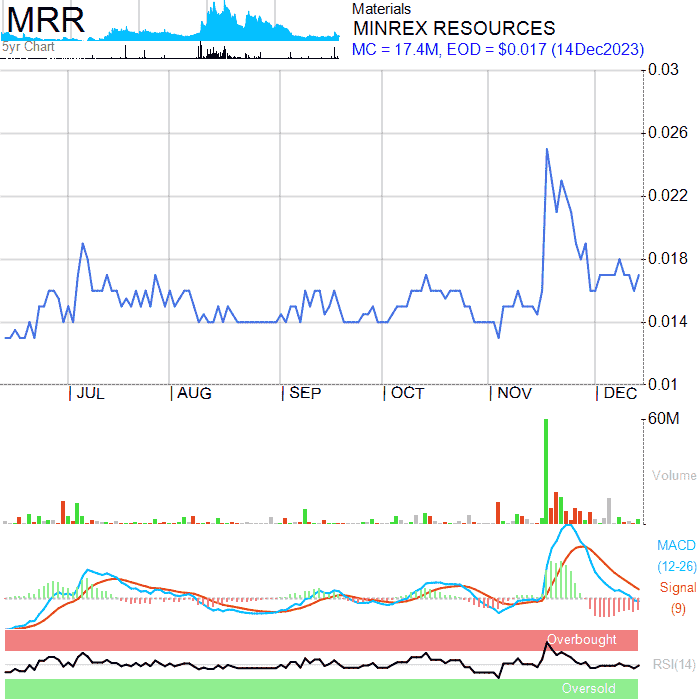 MRR
5yr Chart
Materials
MINREX RESOURCES
MC = 17.4M, EOD = $0.017 (14Dec2023)
0.03
0.026
0.022
0.018
0.014
0.01
JUL AUG SEP OCT NOV DEC
60M
Volume
MACD
(12-26)
Signal
(9)
Overbought
RSI(14)
Oversold